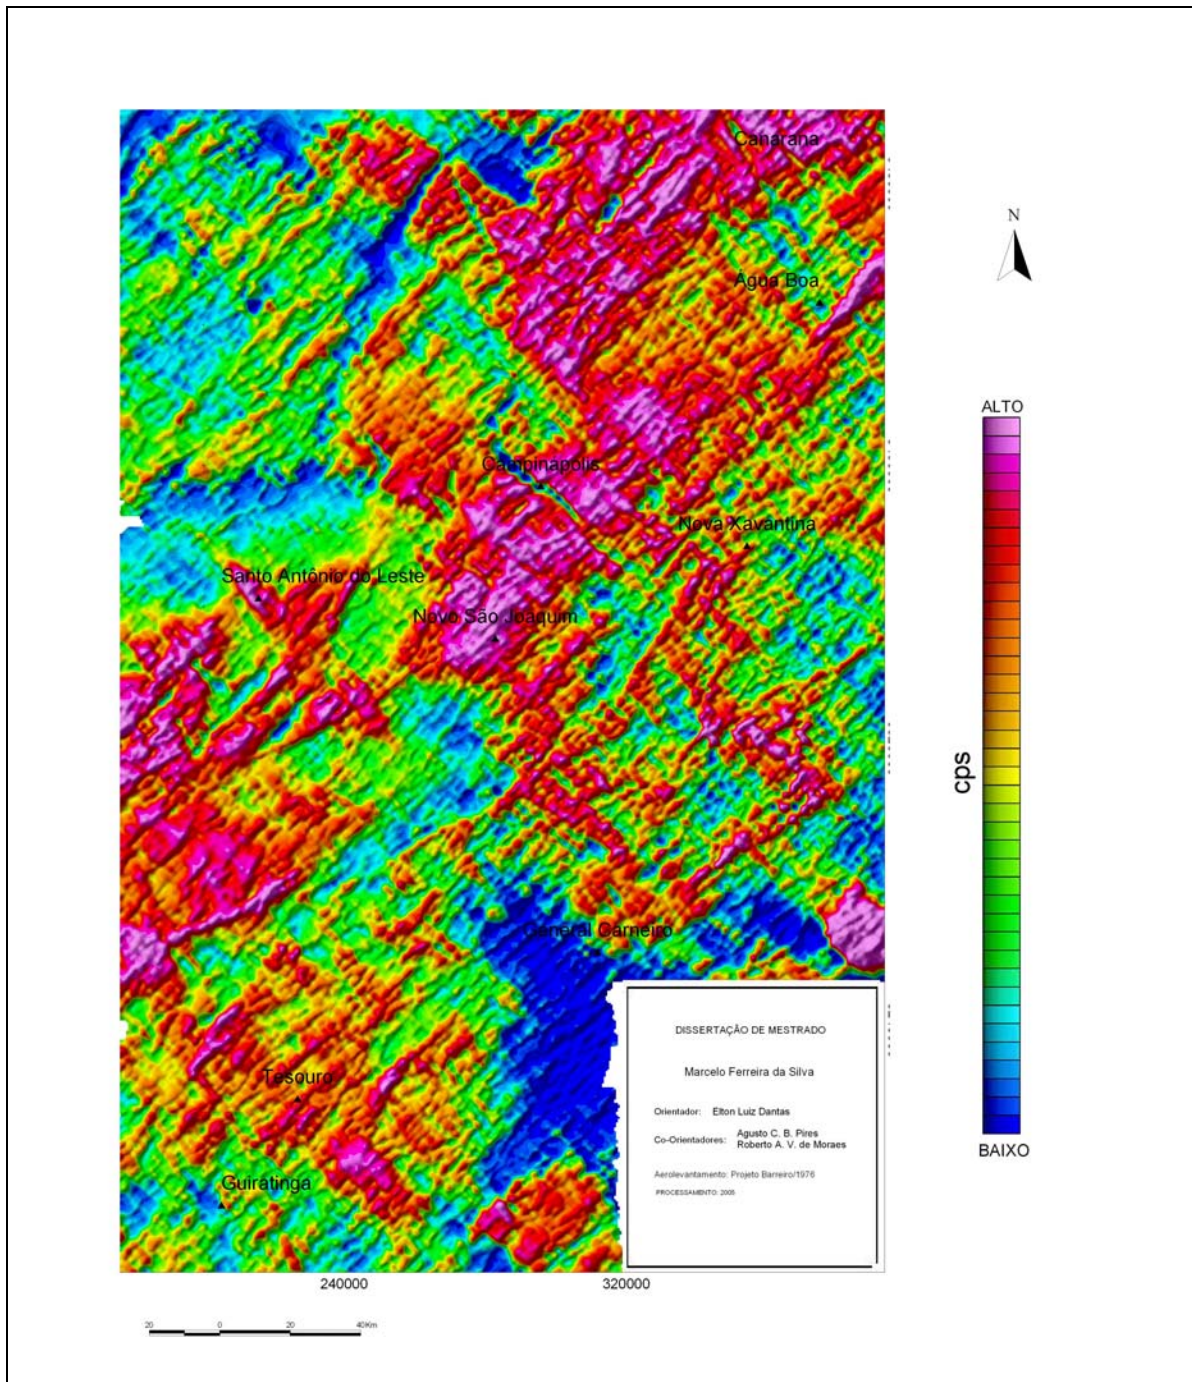 Canarana
N
Água Boa
ALTO
Campinapolis
Nova Xavantina
Santo Antônio do Leste
Novo São Joaquim
cps
General Carneiro
DISSERTAÇÃO DE MESTRADO
Marcelo Ferreira da Silva
Tesouro
Orientador: Elton Luiz Dantas
Co-Orientadores: Agusto C. B. Pires
Roberto A. V. de Moraes
BAIXO
Aerolevantamento: Projeto Barreiro/1976
Guiratinga
PROCESSAMENTO: 2005
240000 320000
20 0 20 40Km